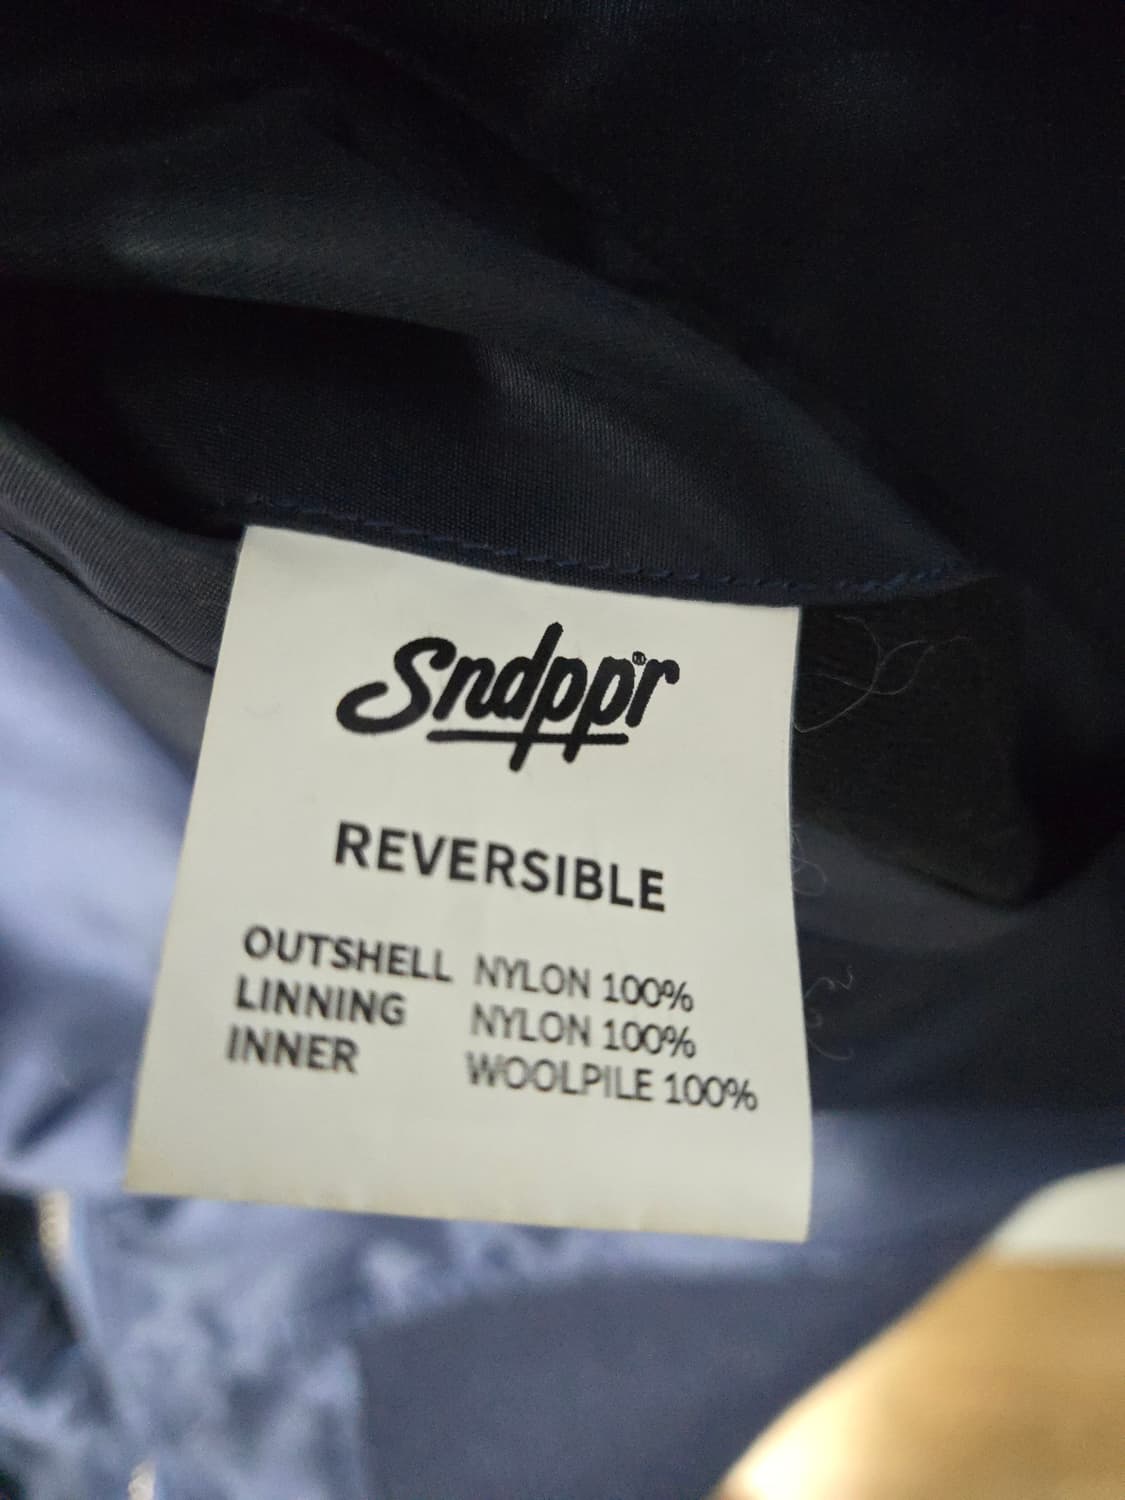 Sndppr®
REVERSIBLE
OUTSHELL NYLON 100%
LINNING NYLON 100%
INNER WOOLPILE 100%